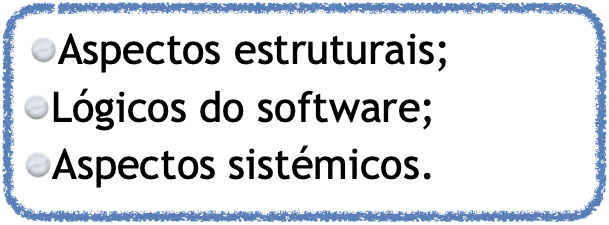 Aspectos estruturais;
Lógicos do software;
Aspectos sistémicos.